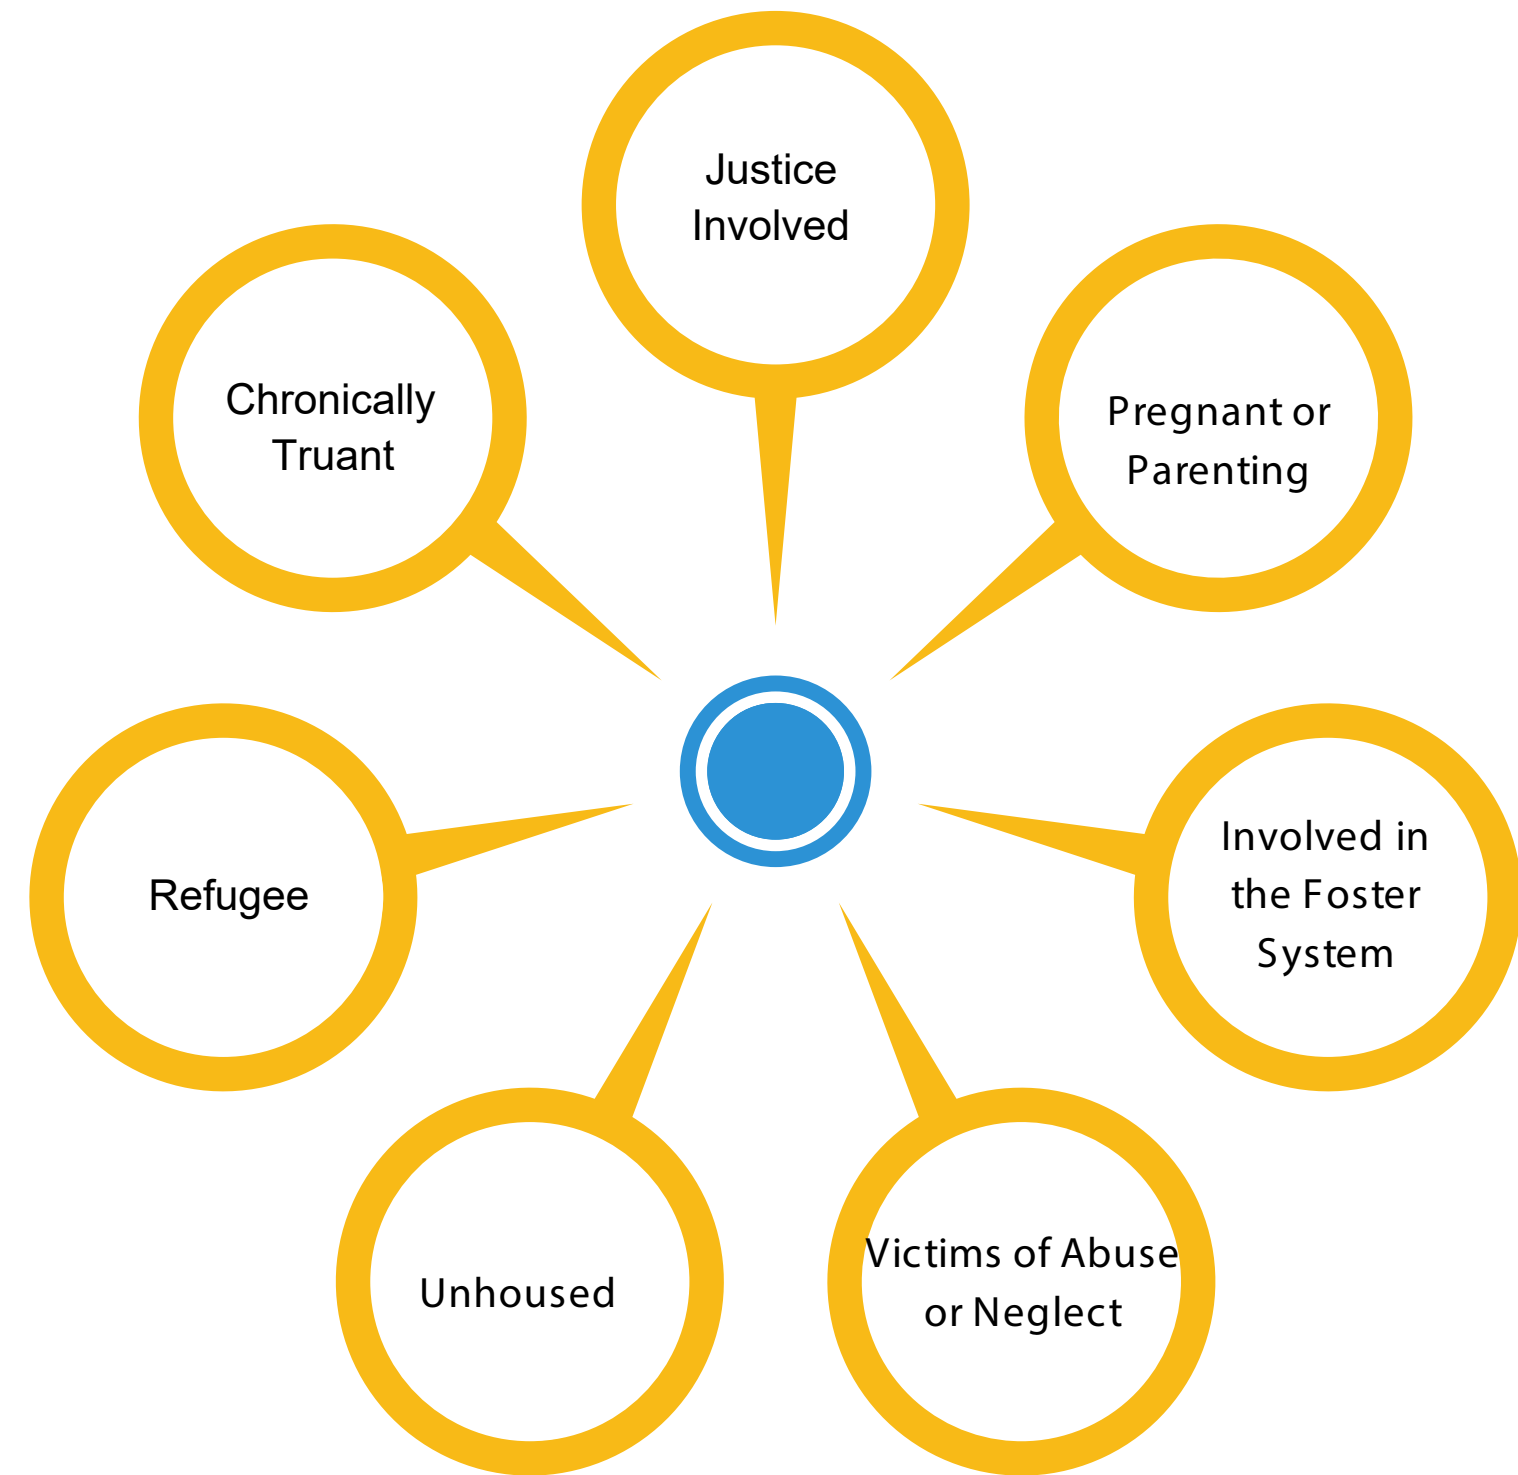 Justice
Involved
Chronically
Truant
Pregnant or
Parenting
Involved in
the Foster
System
Refugee
Victims of Abuse
or Neglect
Unhoused